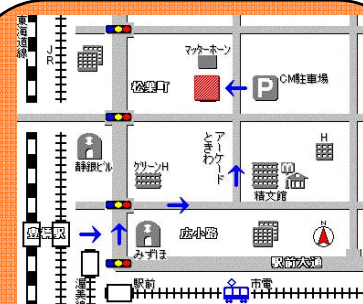 東海道線
JR
マッターホーン
松葉町
P
CM駐車場
静銀ビル
グリーンH
アーケード
ときわ
H
精文館
豊橋駅
みずほ
広小路
N
駅前大通
渥美線
駅前
市電